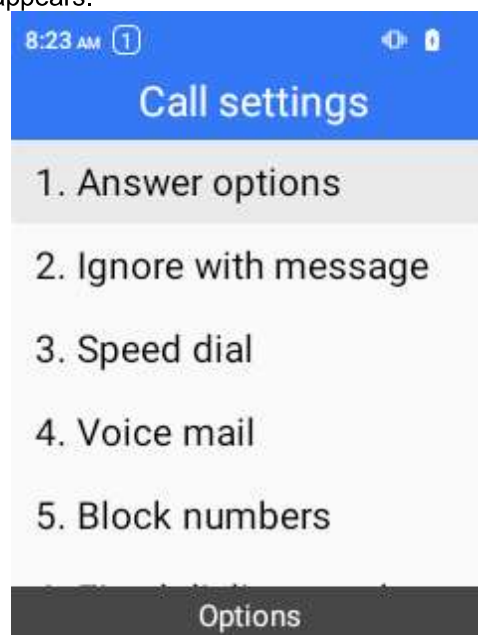 appears.
8:23 AM 1
Call settings
1. Answer options
2. Ignore with message
3. Speed dial
4. Voice mail
5. Block numbers
Options